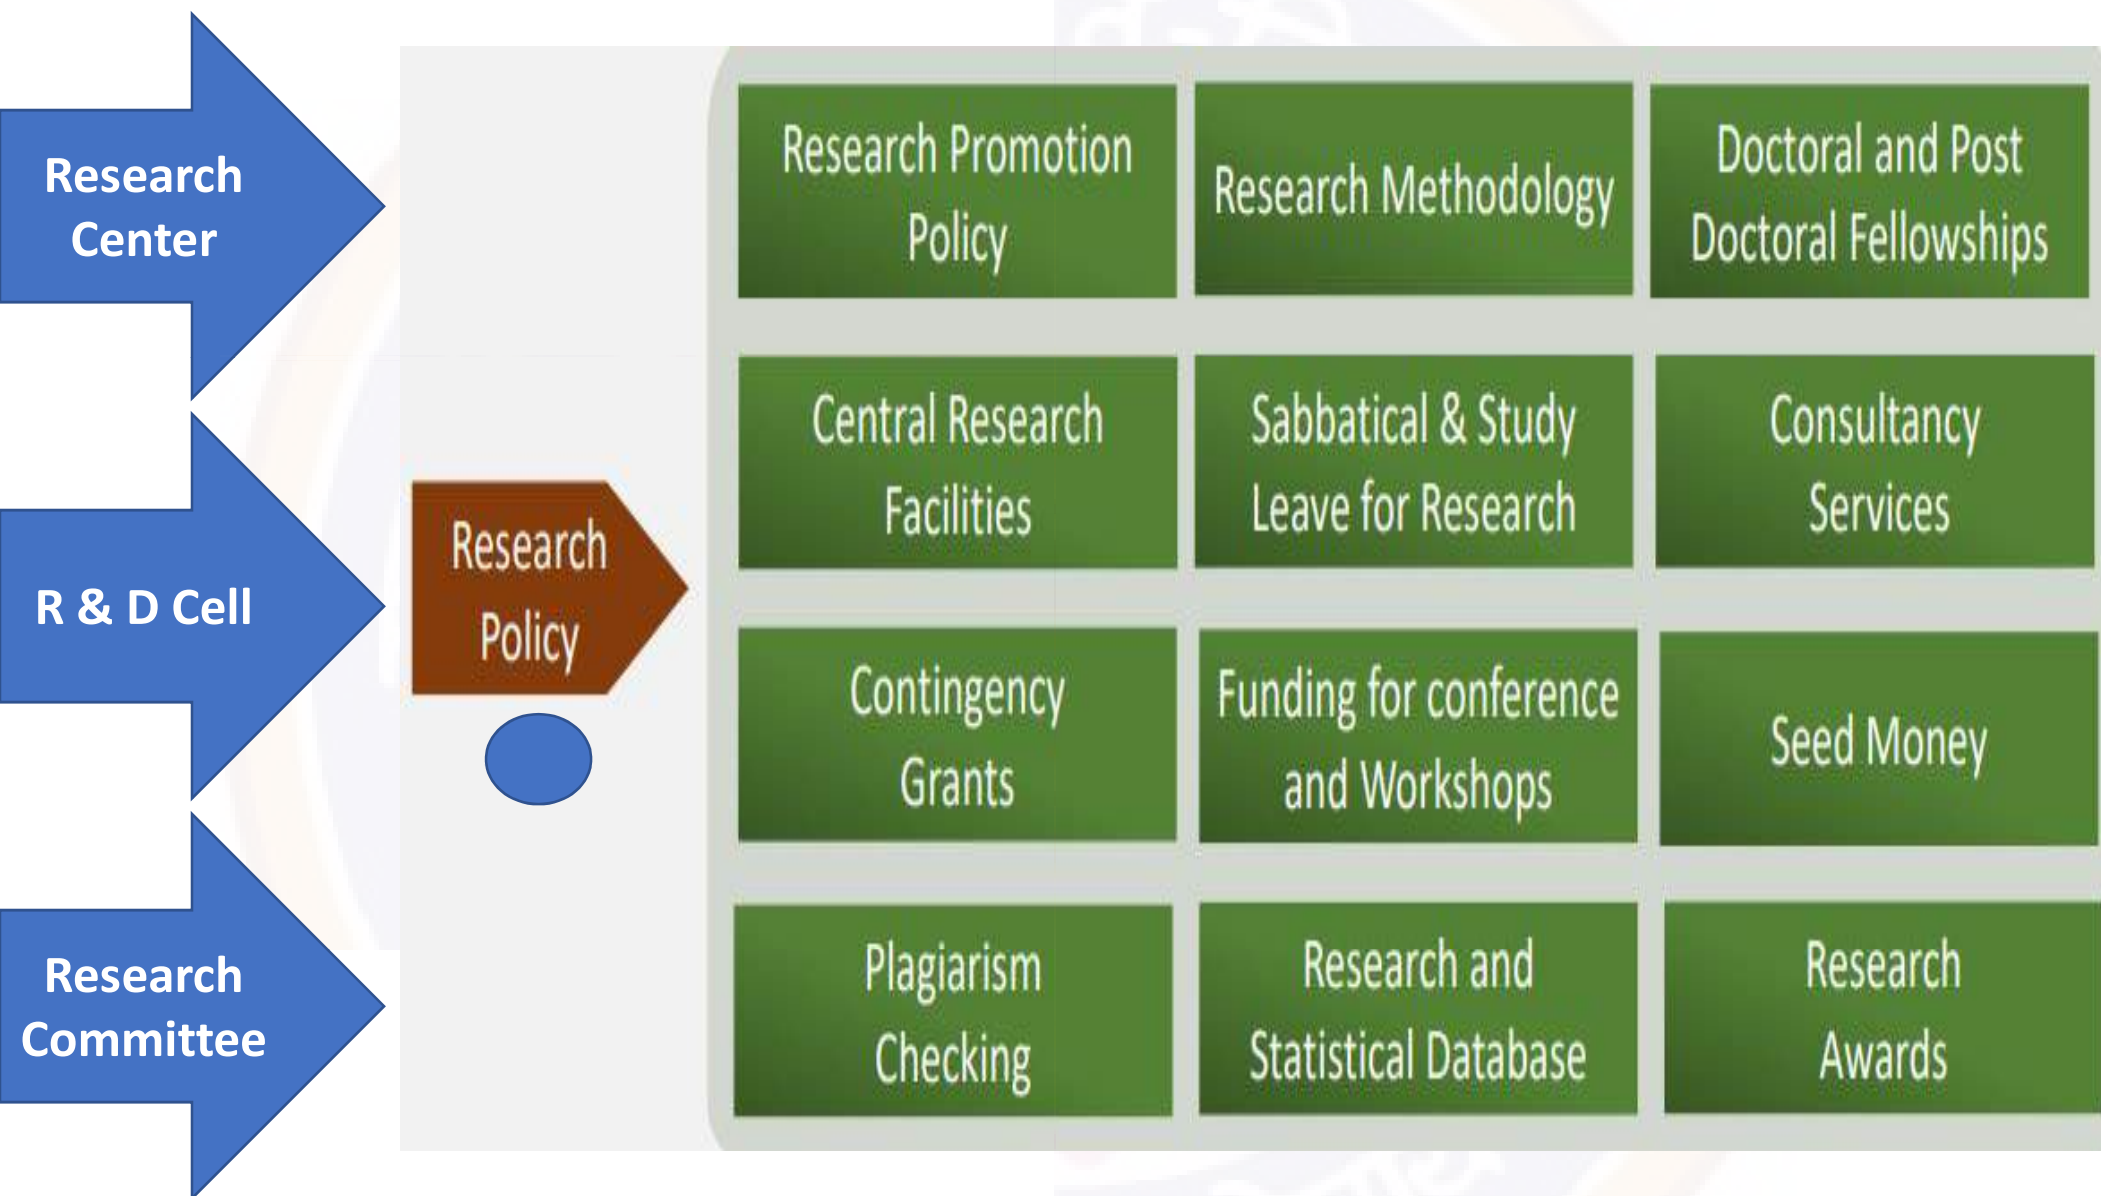 Research
Center
R & D Cell
Research
Committee
Research
Policy
Research Promotion
Policy
Research Methodology
Doctoral and Post
Doctoral Fellowships
Central Research
Facilities
Sabbatical & Study
Leave for Research
Consultancy
Services
Contingency
Grants
Funding for conference
and Workshops
Seed Money
Plagiarism
Checking
Research and
Statistical Database
Research
Awards